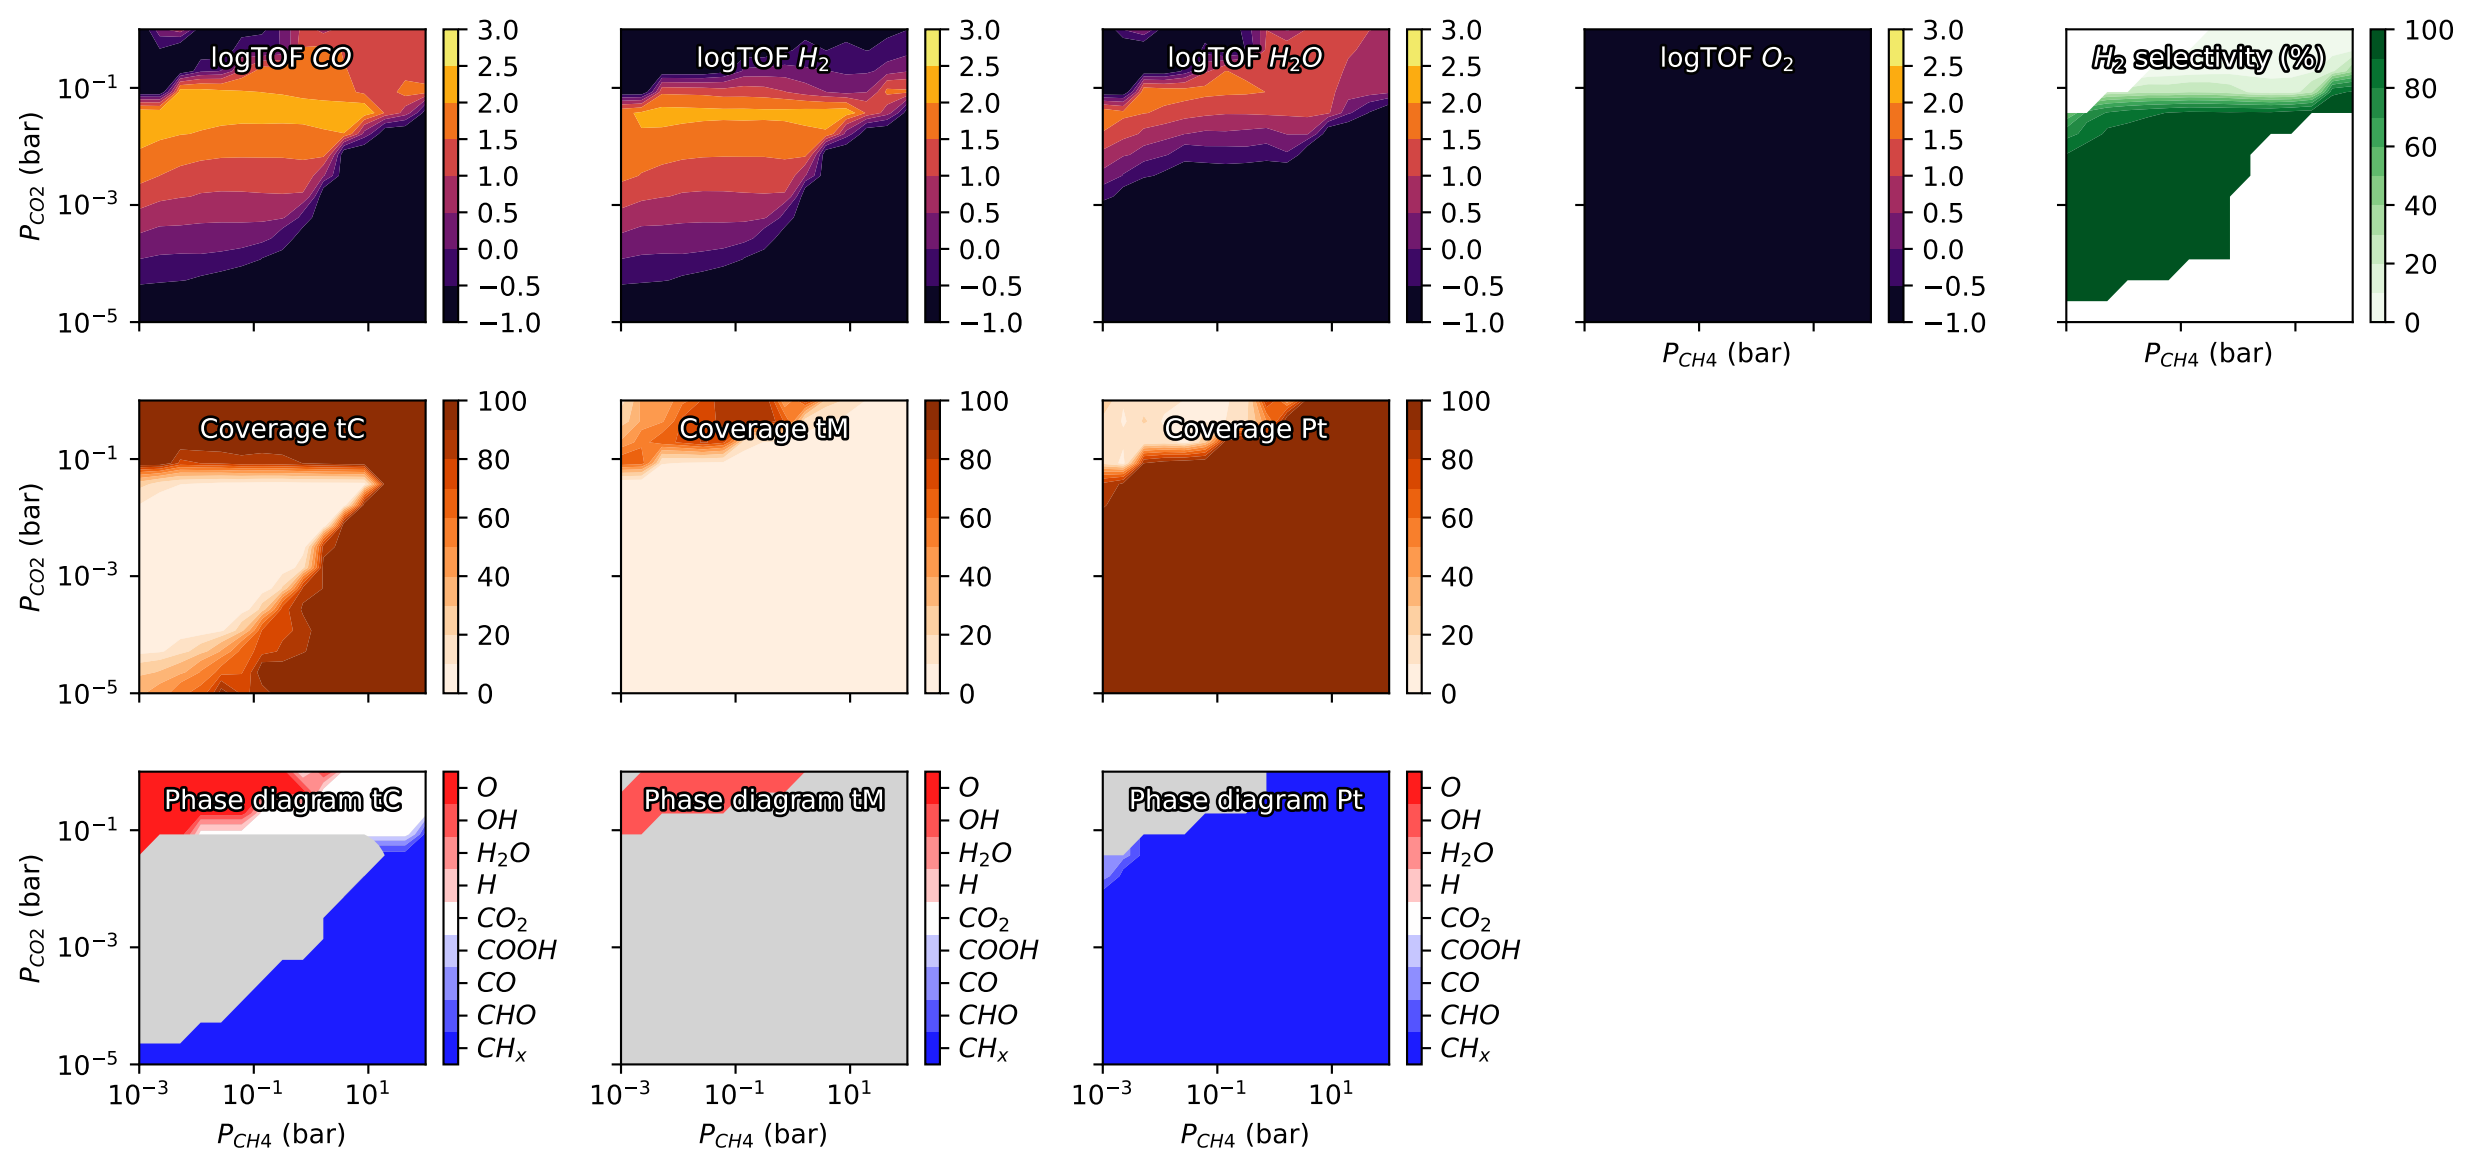 logTOF CO
logTOF H₂
logTOF H₂O
logTOF O₂
H₂ selectivity (%)
P_CO2 (bar)
10⁻¹
10⁻³
10⁻⁵
3.0
2.5
2.0
1.5
1.0
0.5
0.0
−0.5
−1.0
3.0
2.5
2.0
1.5
1.0
0.5
0.0
−0.5
−1.0
3.0
2.5
2.0
1.5
1.0
0.5
0.0
−0.5
−1.0
3.0
2.5
2.0
1.5
1.0
0.5
0.0
−0.5
−1.0
100
80
60
40
20
0
P_CH4 (bar)
P_CH4 (bar)
Coverage tC
Coverage tM
Coverage Pt
P_CO2 (bar)
10⁻¹
10⁻³
10⁻⁵
100
80
60
40
20
0
100
80
60
40
20
0
100
80
60
40
20
0
Phase diagram tC
Phase diagram tM
Phase diagram Pt
P_CO2 (bar)
10⁻¹
10⁻³
10⁻⁵
O
OH
H₂O
H
CO₂
COOH
CO
CHO
CHₓ
O
OH
H₂O
H
CO₂
COOH
CO
CHO
CHₓ
O
OH
H₂O
H
CO₂
COOH
CO
CHO
CHₓ
10⁻³ 10⁻¹ 10¹
10⁻³ 10⁻¹ 10¹
10⁻³ 10⁻¹ 10¹
P_CH4 (bar)
P_CH4 (bar)
P_CH4 (bar)